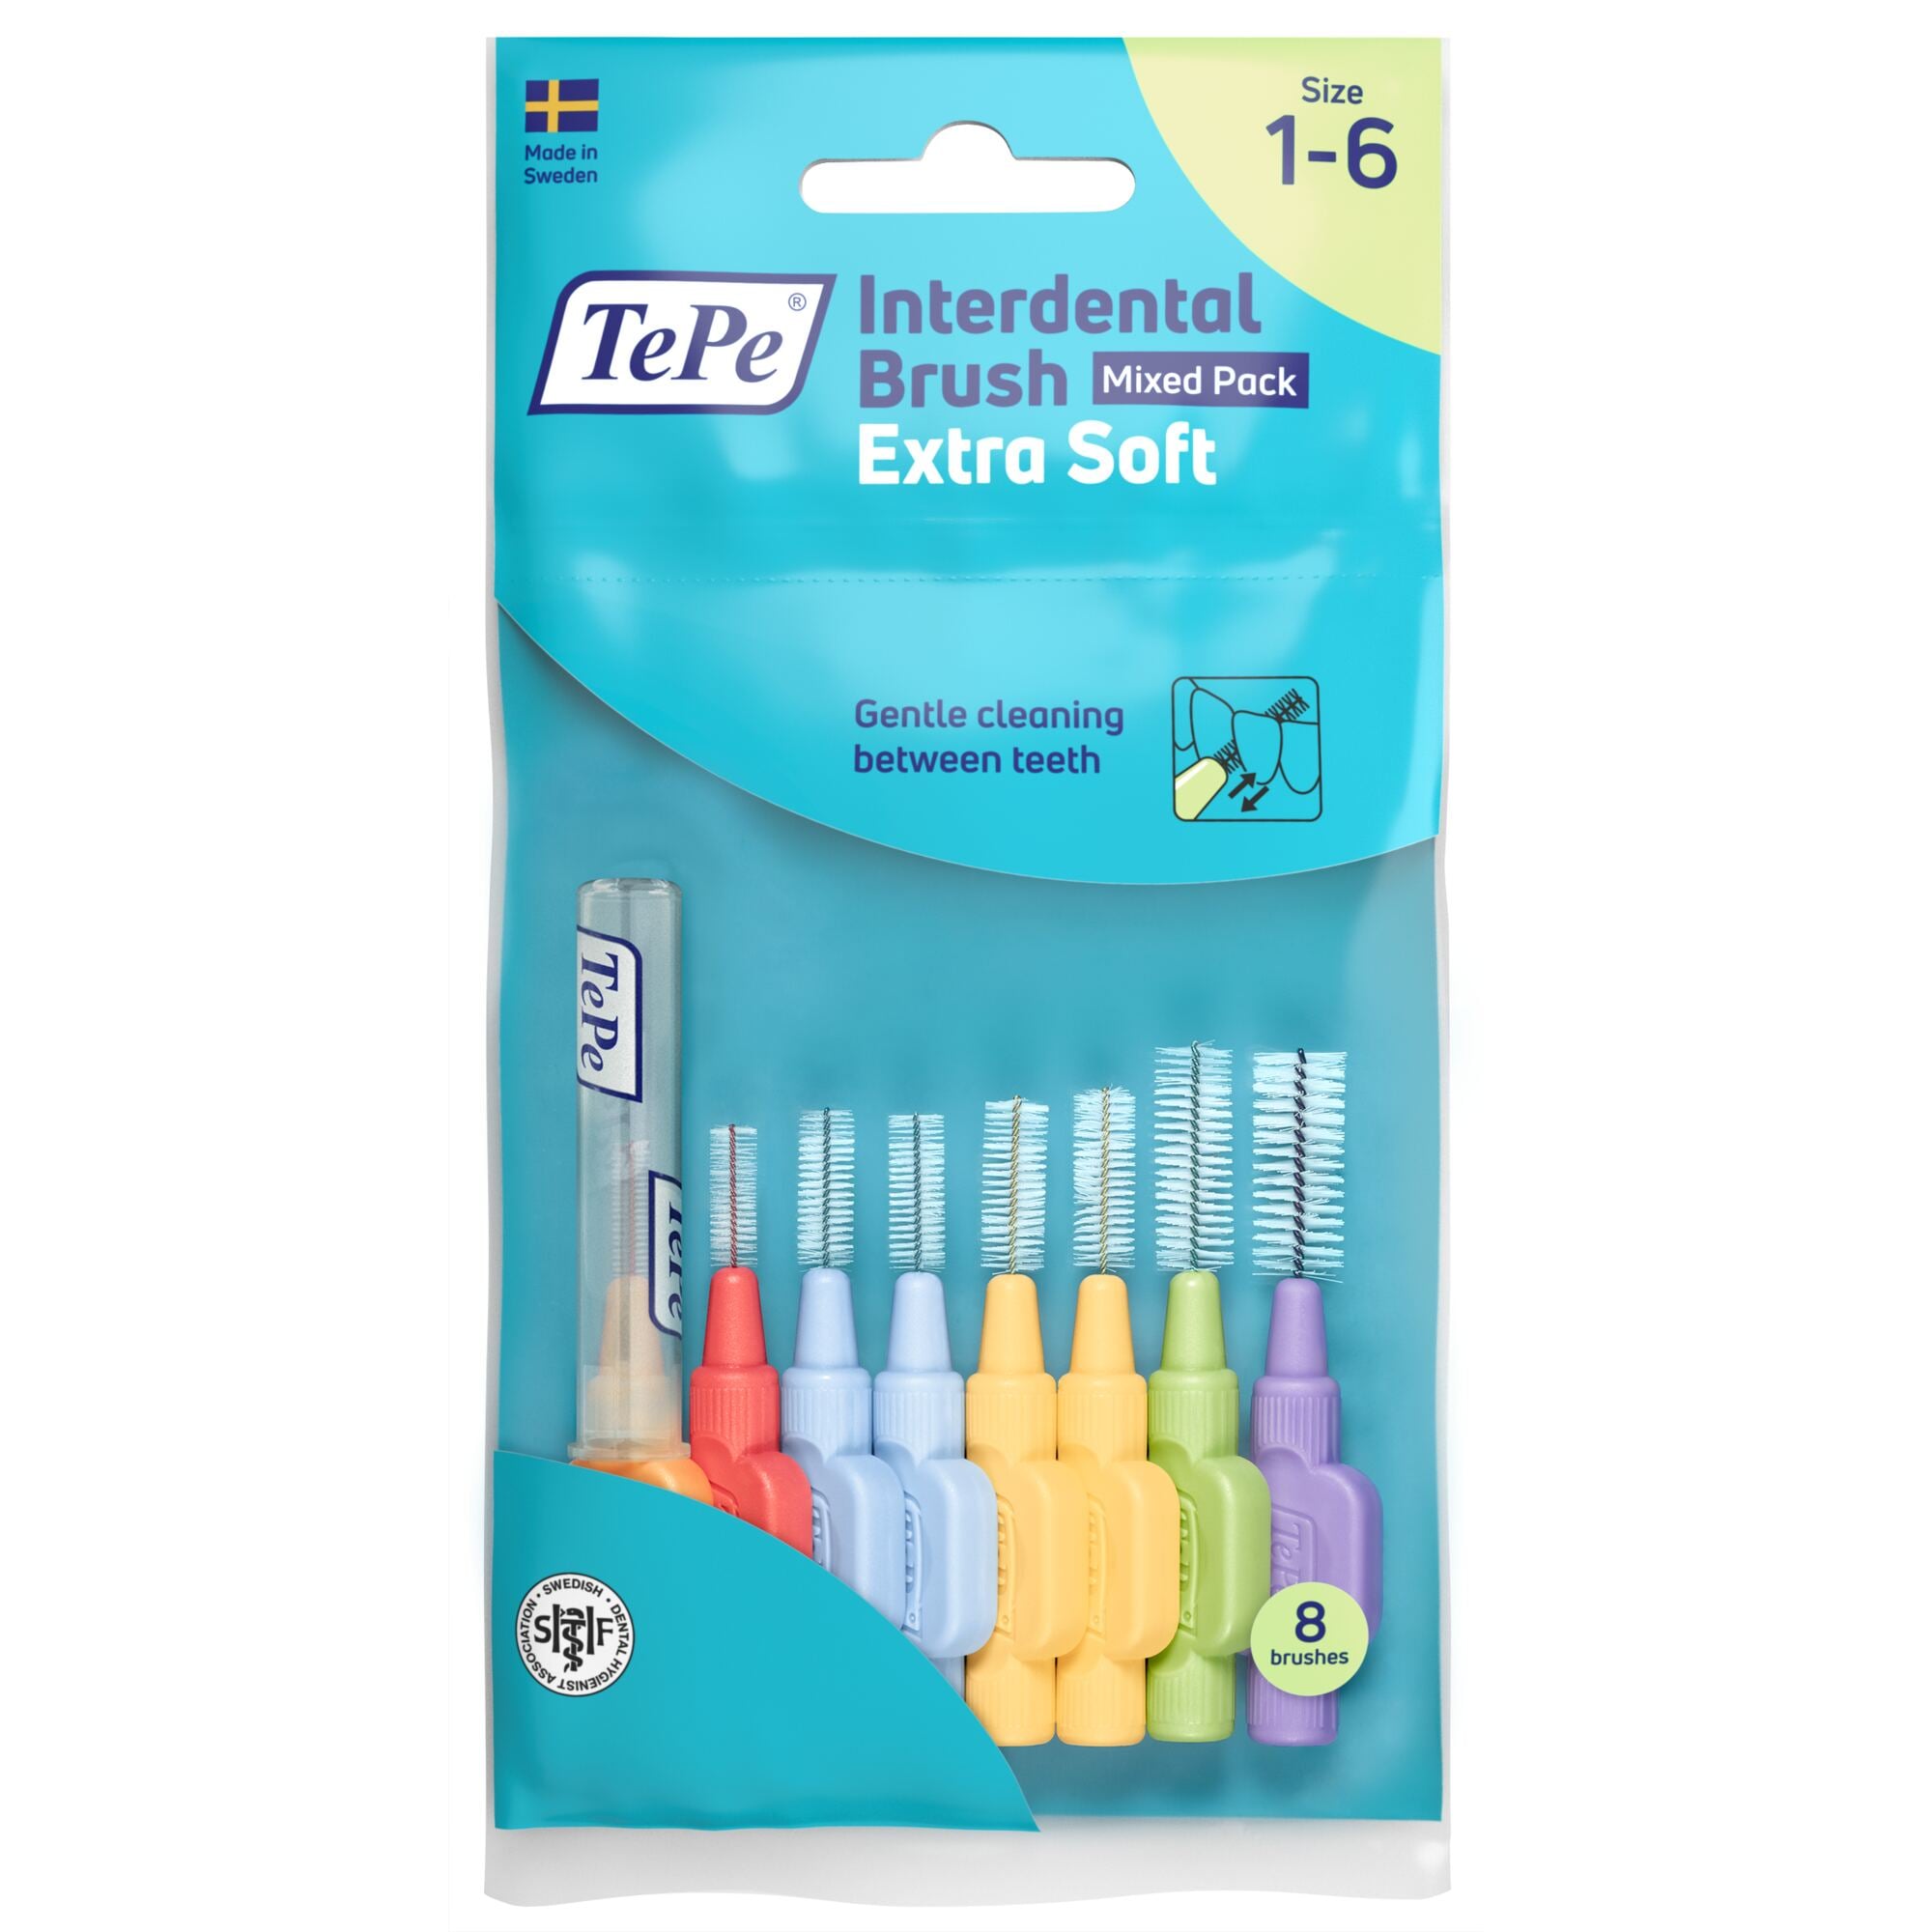 Made in
Sweden
Size
1-6
TePe®
Interdental
Brush Mixed Pack
Extra Soft
Gentle cleaning
between teeth
TePe
TePe
TeP
8
brushes
SWEDISH · DENTAL HYGIENIST ASSOCIATION ·
S T F